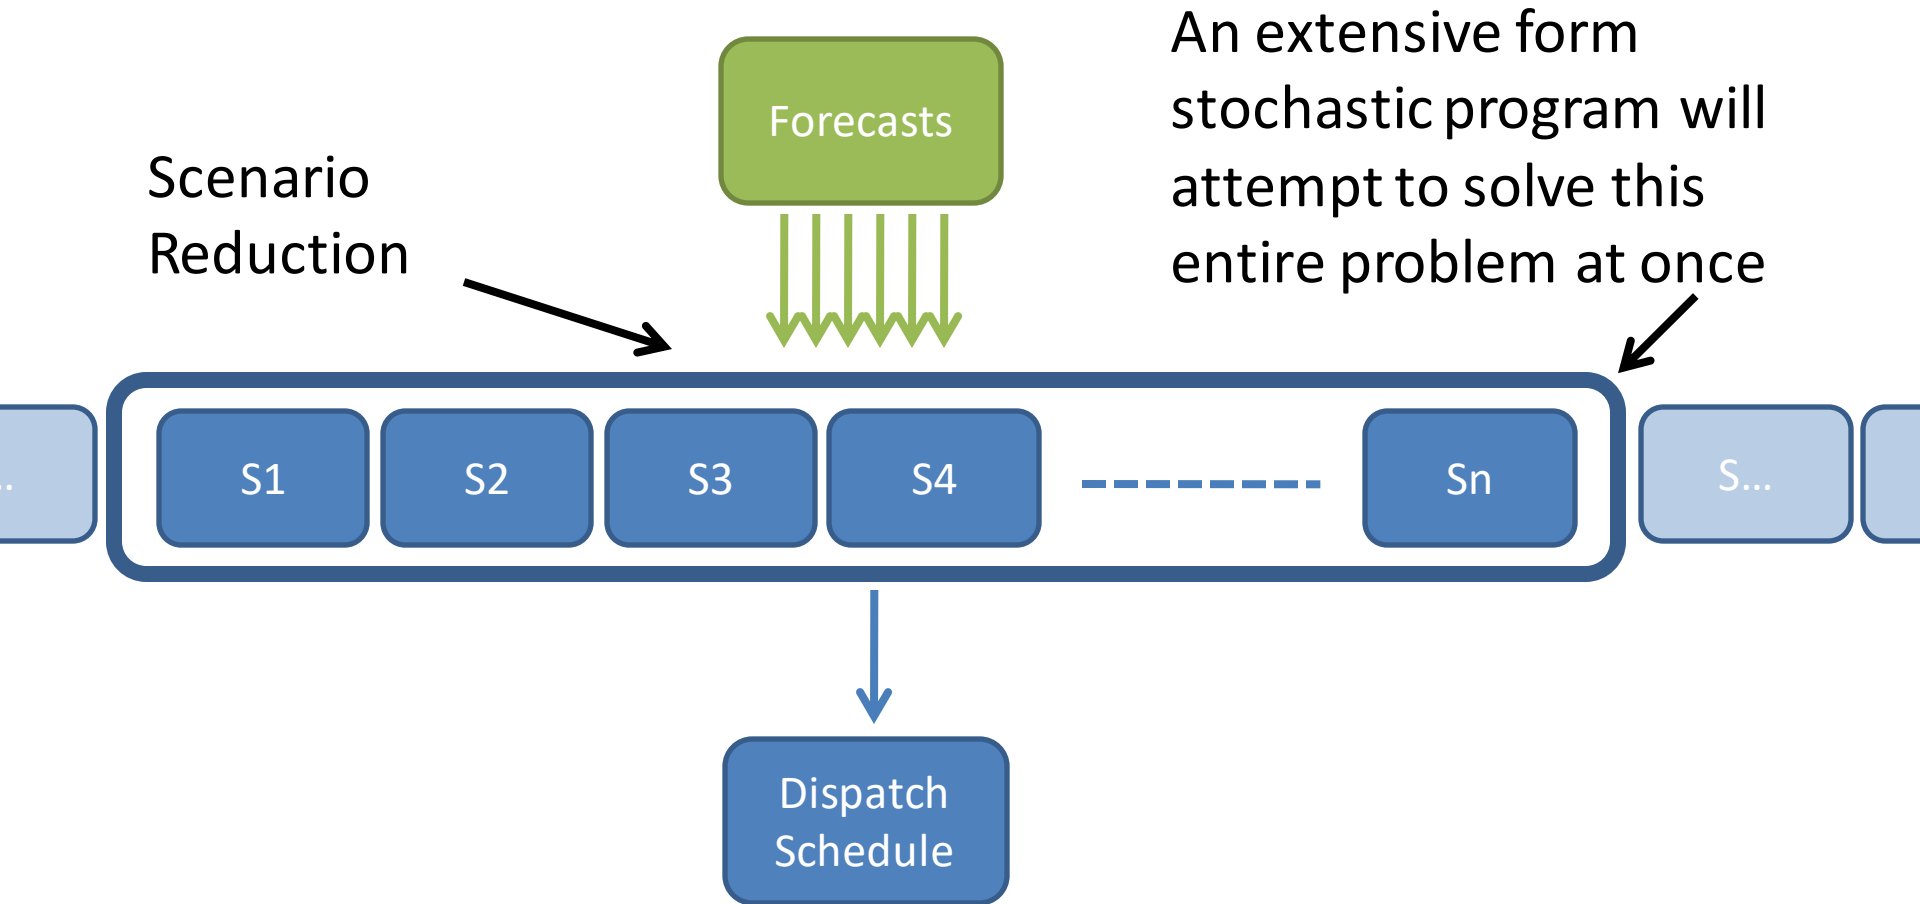 An extensive form
stochastic program will
attempt to solve this
entire problem at once
Forecasts
Scenario
Reduction
..
S1
S2
S3
S4
Sn
S...
Dispatch
Schedule